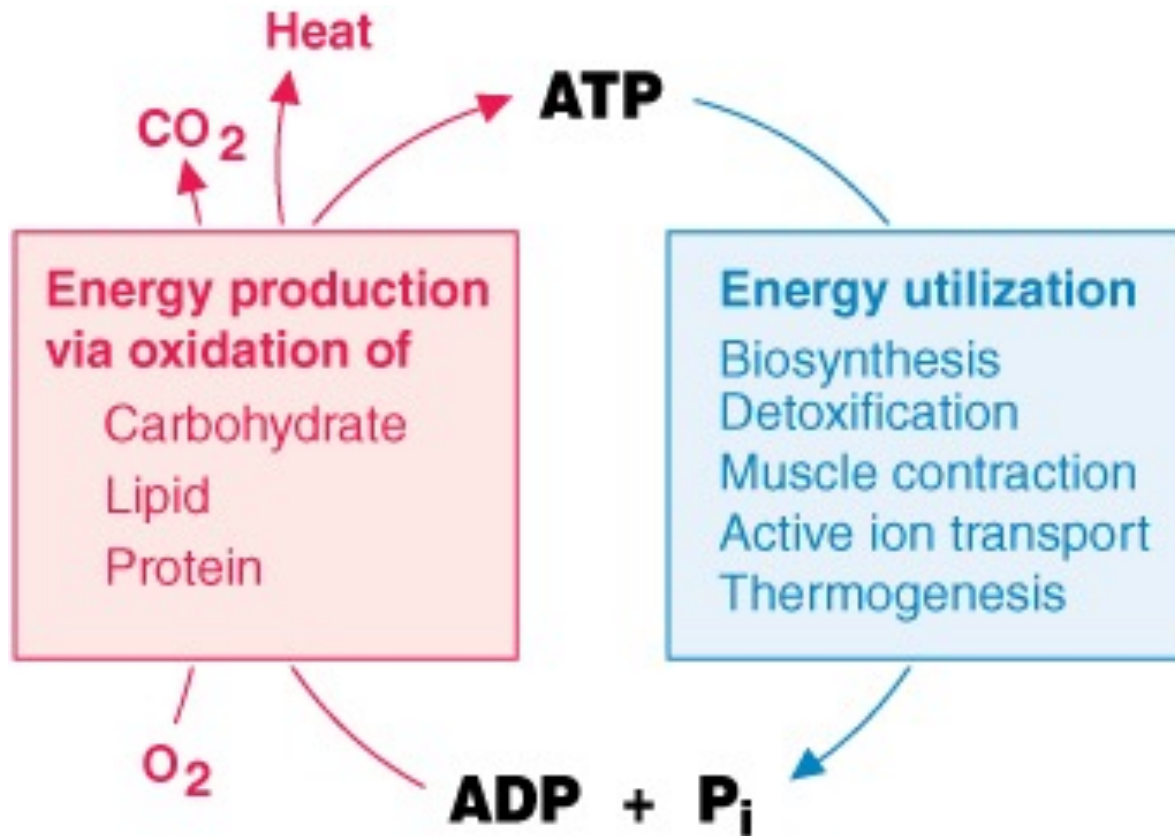 Heat
ATP
CO2
Energy production
via oxidation of
Carbohydrate
Lipid
Protein
Energy utilization
Biosynthesis
Detoxification
Muscle contraction
Active ion transport
Thermogenesis
O2
ADP + Pi